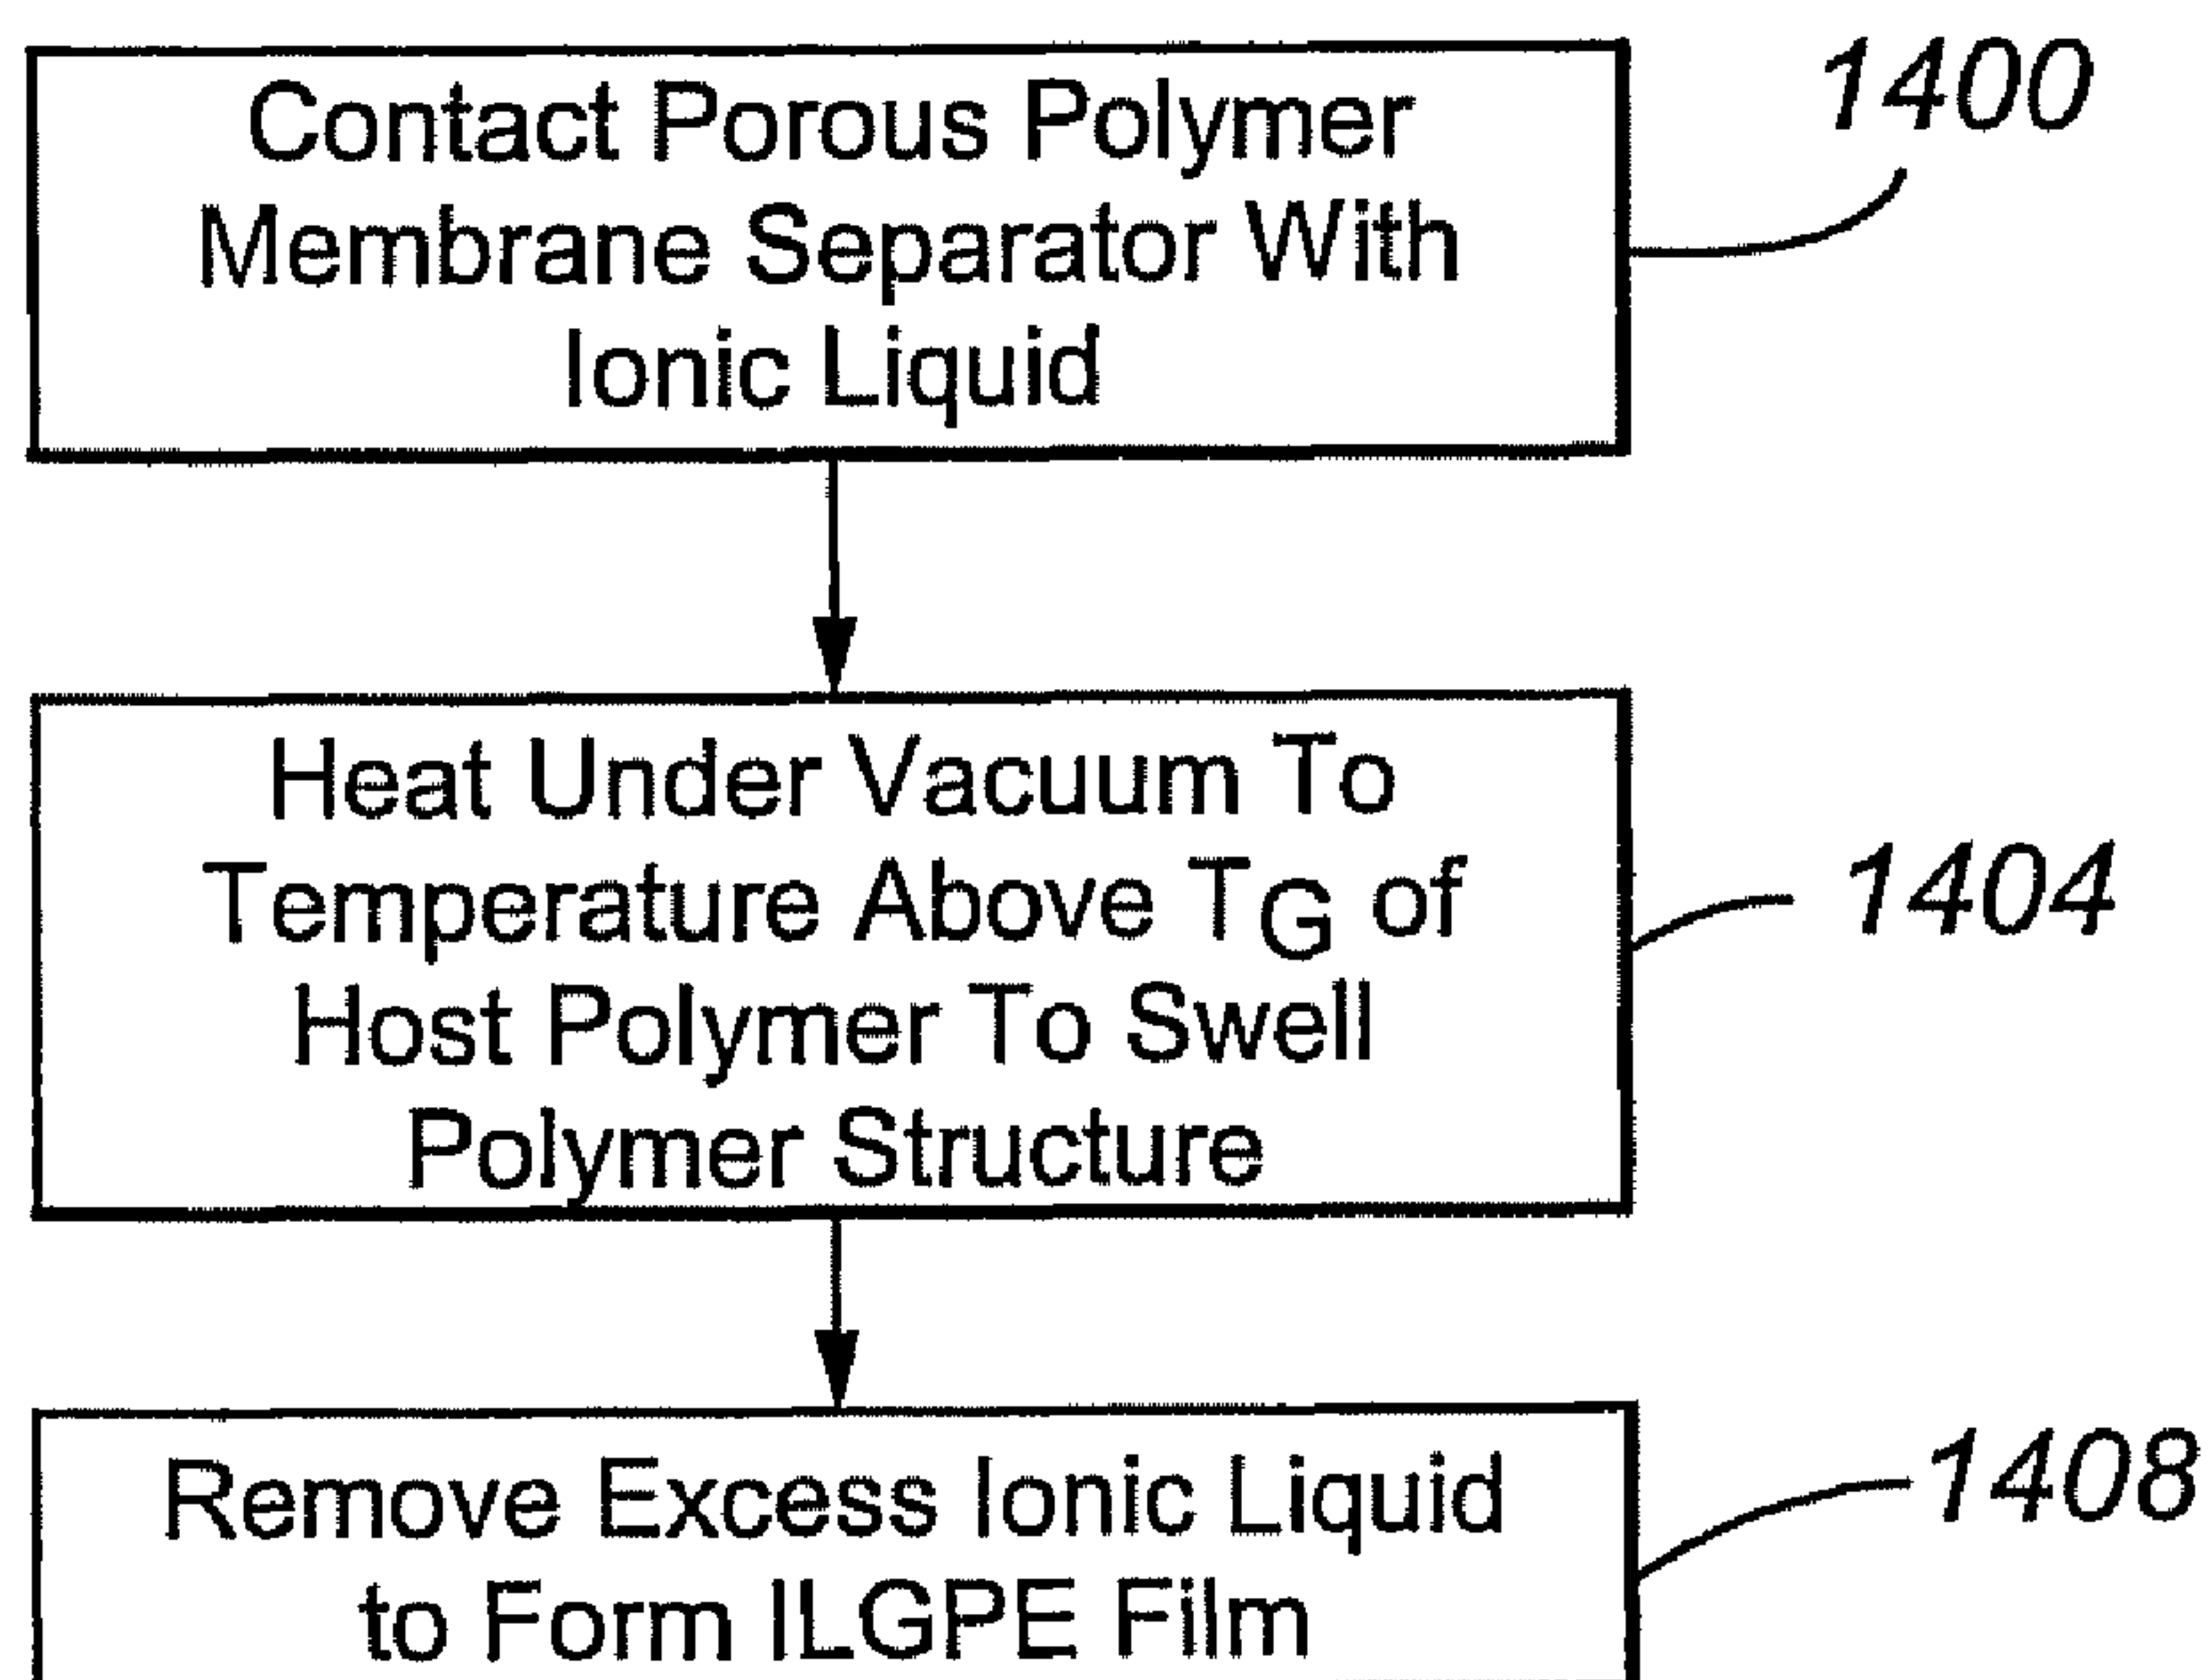 Contact Porous Polymer
Membrane Separator With
Ionic Liquid
1400
Heat Under Vacuum To
Temperature Above TG of
Host Polymer To Swell
Polymer Structure
1404
Remove Excess Ionic Liquid
to Form ILGPE Film
1408